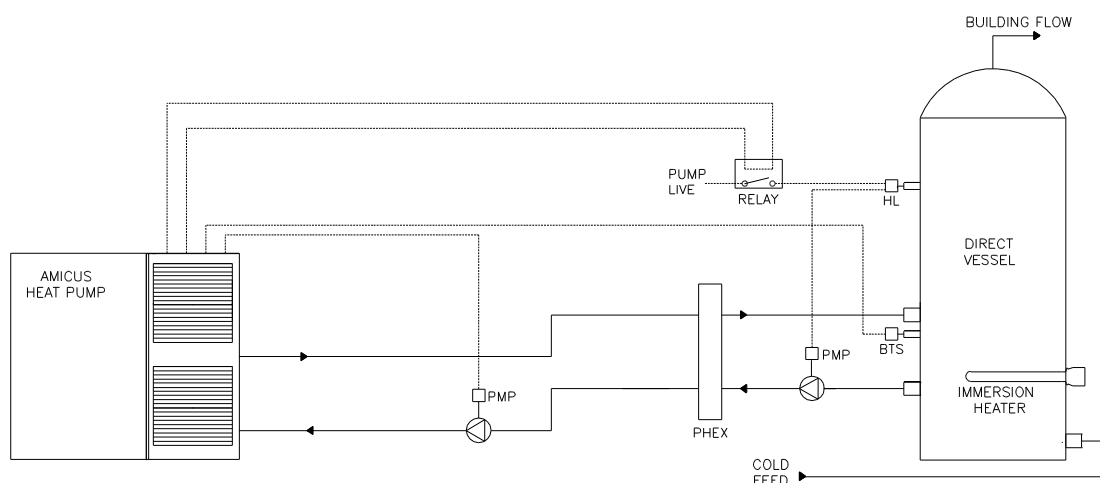 BUILDING FLOW
PUMP
LIVE
RELAY
HL
DIRECT
VESSEL
AMICUS
HEAT PUMP
BTS
PMP
PMP
IMMERSION
HEATER
PHEX
COLD
FEED